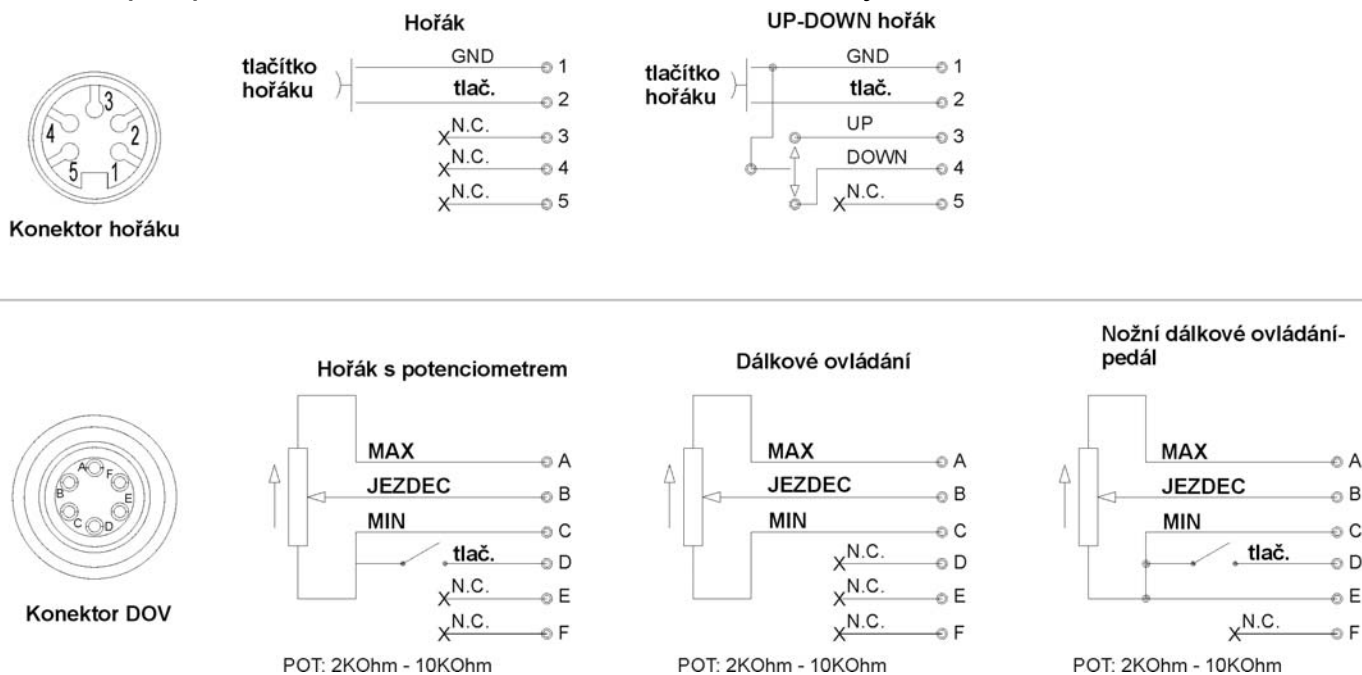 Hořák
tlačítko
hořáku
GND
1
tlač.
2
N.C.
3
N.C.
4
N.C.
5
UP-DOWN hořák
tlačítko
hořáku
GND
1
tlač.
2
UP
3
DOWN
4
N.C.
5
3
4
2
5
1
Konektor hořáku
Hořák s potenciometrem
MAX
A
JEZDEC
B
MIN
C
tlač.
D
N.C.
E
N.C.
F
POT: 2KOhm - 10KOhm
Dálkové ovládání
MAX
A
JEZDEC
B
MIN
C
N.C.
D
N.C.
E
N.C.
F
POT: 2KOhm - 10KOhm
Nožní dálkové ovládání-
pedál
MAX
A
JEZDEC
B
MIN
C
tlač.
D
E
N.C.
F
POT: 2KOhm - 10KOhm
A
F
B
E
C
D
Konektor DOV